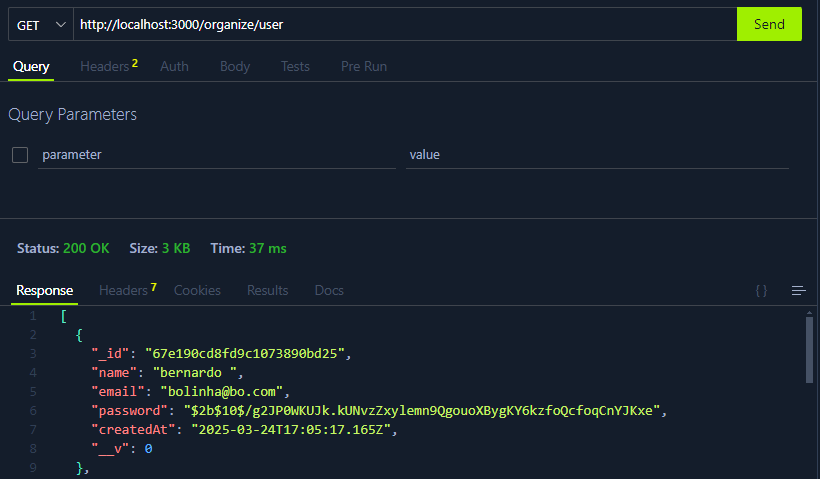 GET http://localhost:3000/organize/user Send
Query Headers 2 Auth Body Tests Pre Run
Query Parameters
parameter value
Status: 200 OK Size: 3 KB Time: 37 ms
Response Headers 7 Cookies Results Docs { }
1 [
2 {
3 "_id": "67e190cd8fd9c1073890bd25",
4 "name": "bernardo ",
5 "email": "bolinha@bo.com",
6 "password": "$2b$10$/g2JP0WKUJk.kUNvzZxylemn9QgouoXBygKY6kzfoQcfoqCnYJKxe",
7 "createdAt": "2025-03-24T17:05:17.165Z",
8 "__v": 0
9 },